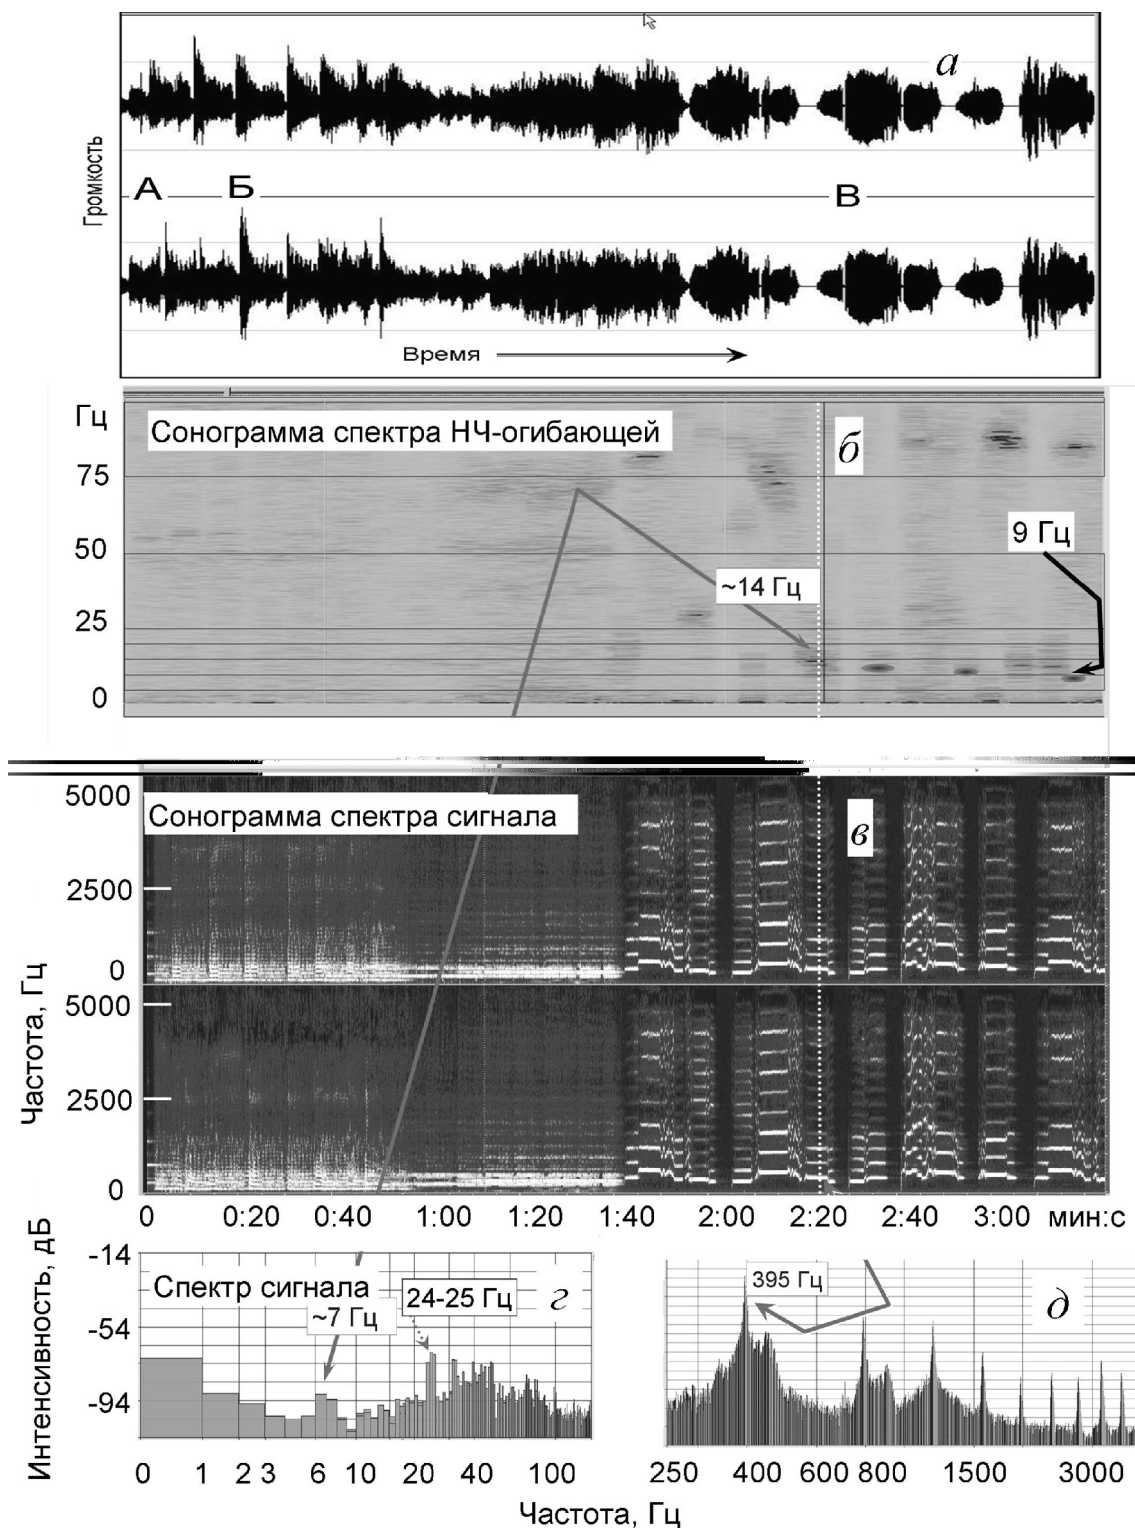 а
Громкость
А Б В
Время
Гц
Сонограмма спектра НЧ-огибающей
б
75
9 Гц
50
~14 Гц
25
0
5000
Сонограмма спектра сигнала
в
2500
0
Частота, Гц
5000
2500
0
0 0:20 0:40 1:00 1:20 1:40 2:00 2:20 2:40 3:00 мин:с
Интенсивность, дБ
-14
Спектр сигнала
24-25 Гц
г
395 Гц
д
~7 Гц
-54
-94
0 1 2 3 6 10 20 40 100
250 400 600 800 1500 3000
Частота, Гц